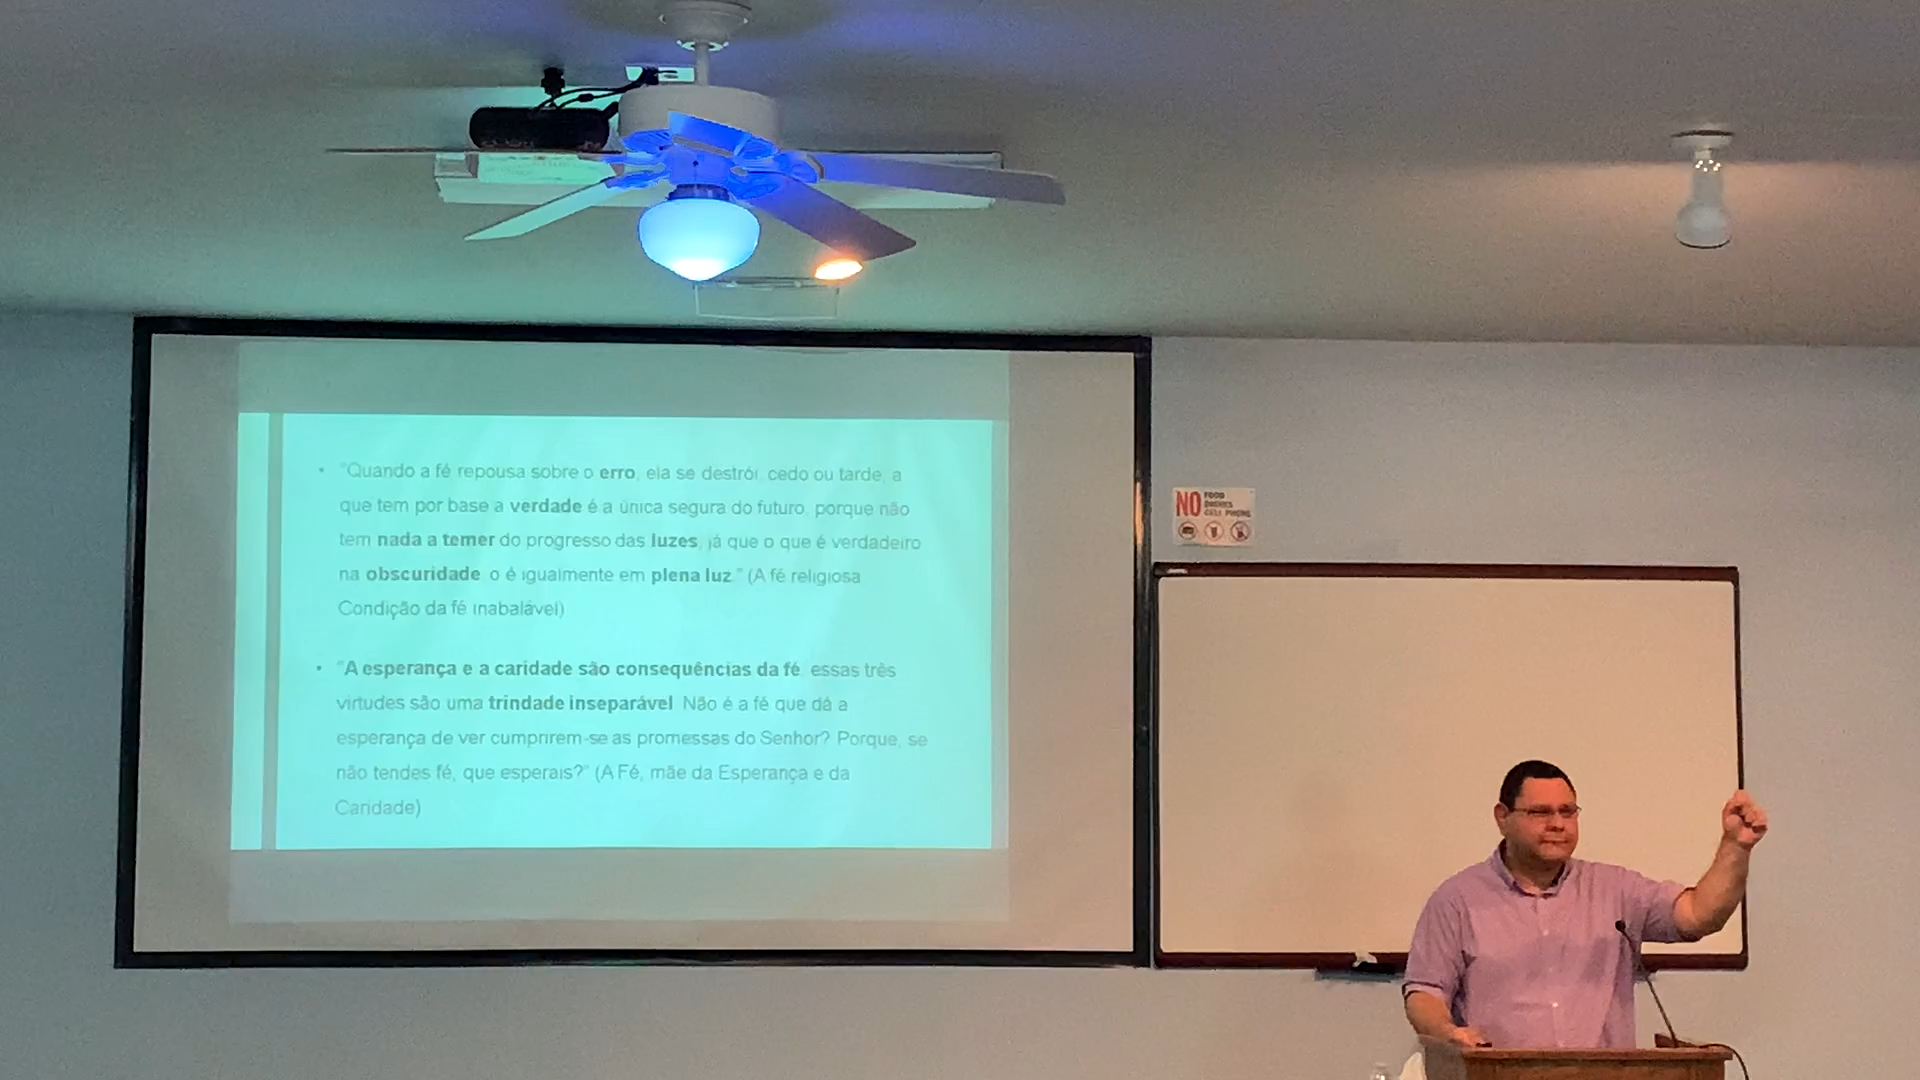 • "Quando a fé repousa sobre o erro, ela se destrói, cedo ou tarde, a
que tem por base a verdade é a única segura do futuro, porque não
tem nada a temer do progresso das luzes, já que o que é verdadeiro
na obscuridade, o é igualmente em plena luz." (A fé religiosa
Condição da fé inabalável)
• "A esperança e a caridade são consequências da fé, essas três
virtudes são uma trindade inseparável. Não é a fé que dá a
esperança de ver cumprirem-se as promessas do Senhor? Porque, se
não tendes fé, que esperais?" (A Fé, mãe da Esperança e da
Caridade)
NO
FOOD
DRINKS
CELL PHONE